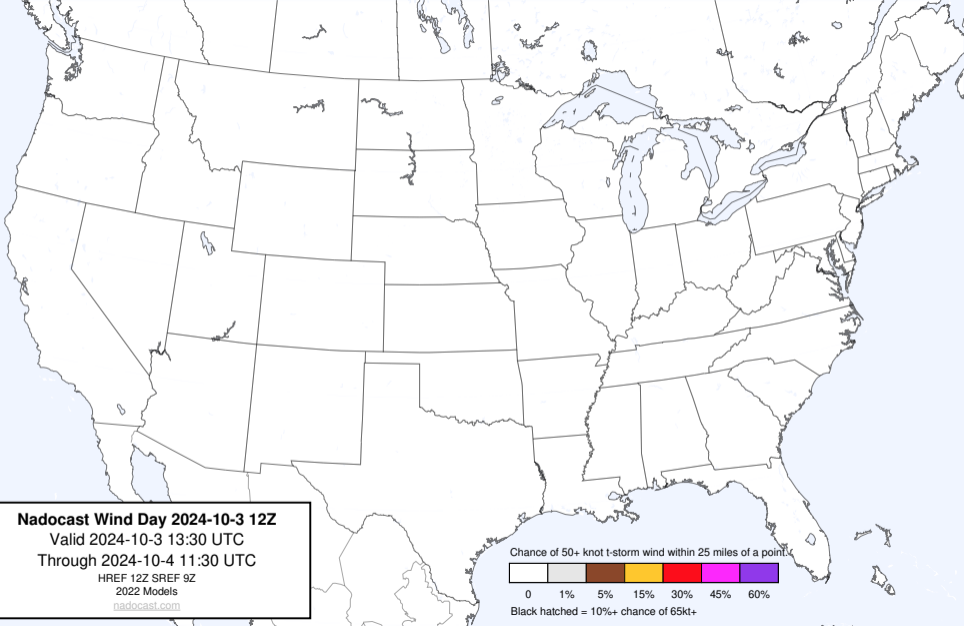 Nadocast Wind Day 2024-10-3 12Z
Valid 2024-10-3 13:30 UTC
Through 2024-10-4 11:30 UTC
HREF 12Z SREF 9Z
2022 Models
nadocast.com
Chance of 50+ knot t-storm wind within 25 miles of a point.
0 1% 5% 15% 30% 45% 60%
Black hatched = 10%+ chance of 65kt+